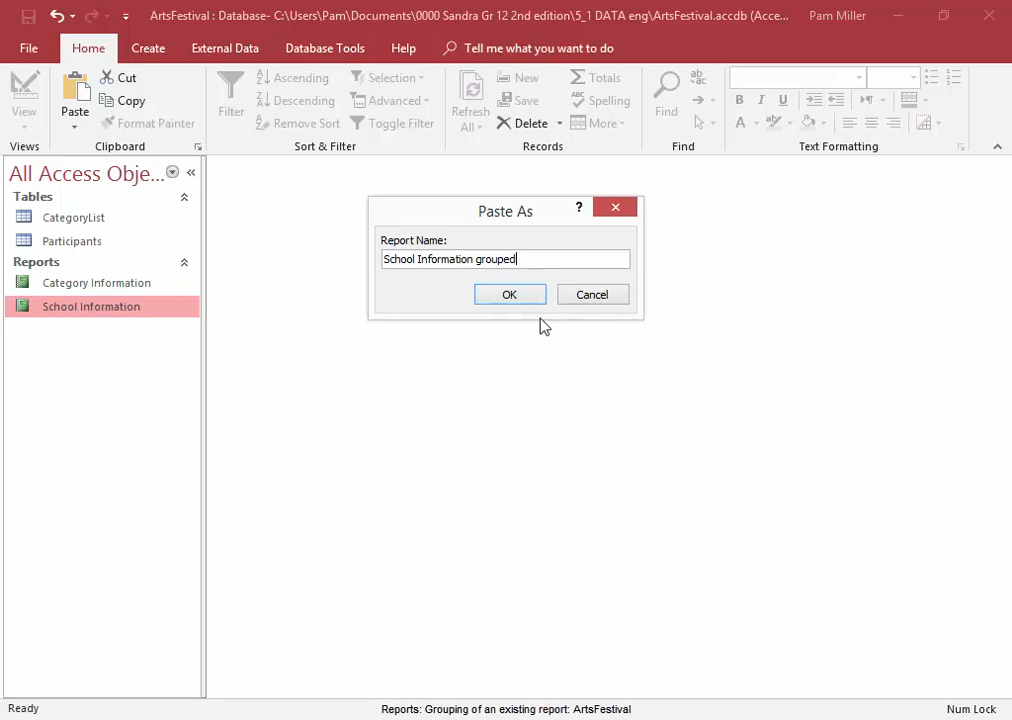 ArtsFestival : Database- C:\Users\Pam\Documents\0000 Sandra Gr 12 2nd edition\5_1 DATA eng\ArtsFestival.accdb (Acce... Pam Miller
File Home Create External Data Database Tools Help Tell me what you want to do
View
Views
Paste
Cut
Copy
Format Painter
Clipboard
Filter
Ascending
Descending
Remove Sort
Selection
Advanced
Toggle Filter
Sort & Filter
Refresh
All
New
Save
Delete
Totals
Spelling
More
Records
Find
ab
ac
Find
B I U
A ab
Text Formatting
All Access Obje...
Tables
CategoryList
Participants
Reports
Category Information
School Information
Paste As ?
Report Name:
School Information grouped
OK Cancel
Ready Reports: Grouping of an existing report: ArtsFestival Num Lock